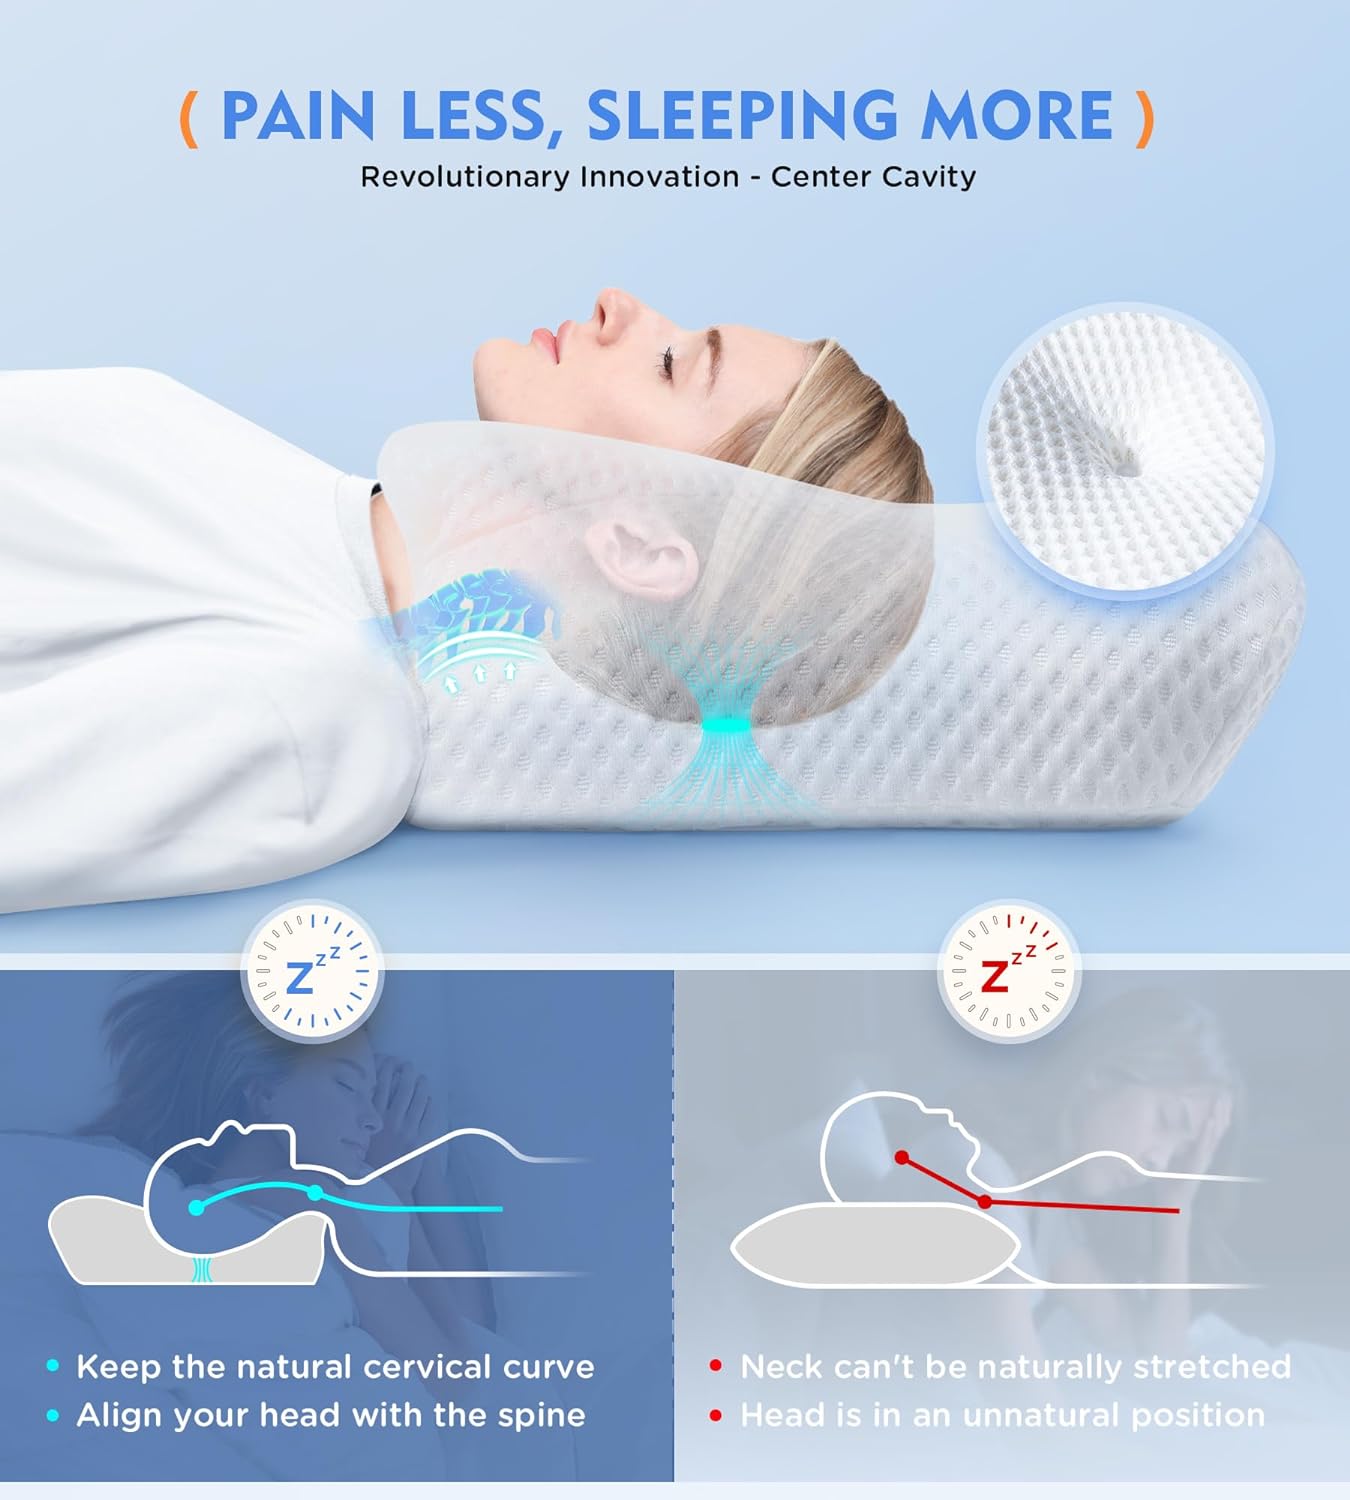 ( PAIN LESS, SLEEPING MORE )
Revolutionary Innovation - Center Cavity
Z z z
Z z z
• Keep the natural cervical curve
• Align your head with the spine
• Neck can't be naturally stretched
• Head is in an unnatural position